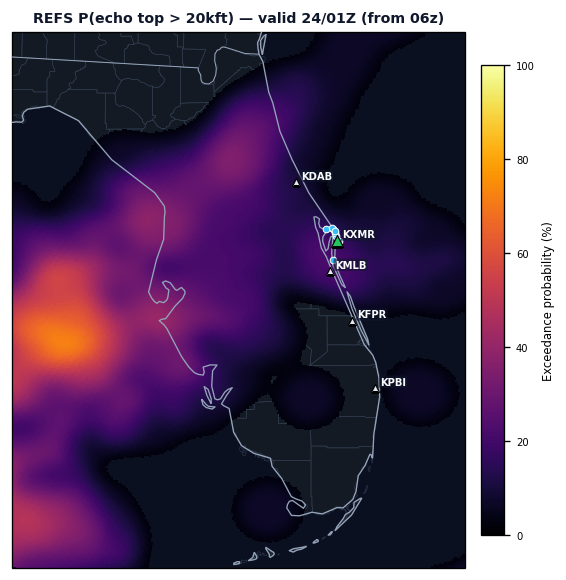 REFS P(echo top > 20kft) — valid 24/01Z (from 06z)
KDAB
KXMR
KMLB
KFPR
KPBI
100
80
60
40
20
0
Exceedance probability (%)